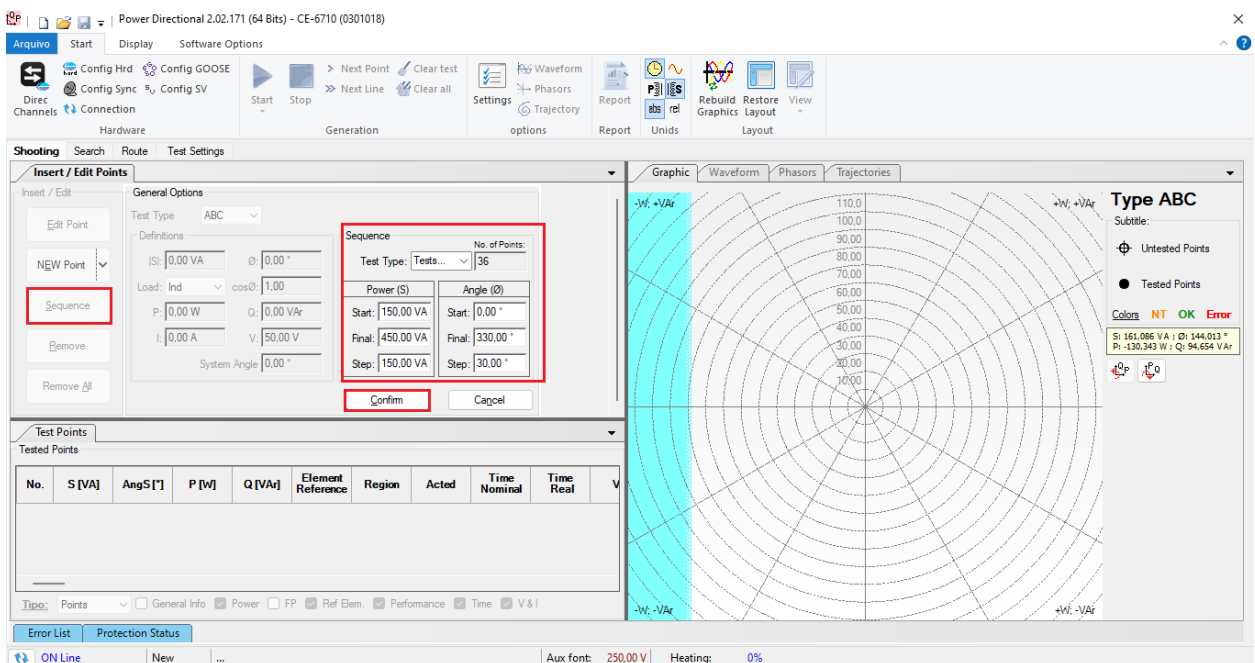 Power Directional 2.02.171 (64 Bits) - CE-6710 (0301018)
Arquivo Start Display Software Options
Direc Channels
Config Hrd
Config Sync
Connection
Config GOOSE
Config SV
Hardware
Start
Stop
Next Point
Next Line
Clear test
Clear all
Generation
Settings
Waveform
Phasors
Trajectory
options
Report
Report
abs rel
Unids
Rebuild Graphics
Restore Layout
View
Layout
Shooting Search Route Test Settings
Insert / Edit Points
Insert / Edit
Edit Point
NEW Point
Sequence
Remove
Remove All
General Options
Test Type ABC
Definitions
|S|: 0,00 VA Ø: 0,00 °
Load: Ind cosØ: 1,00
P: 0,00 W Q: 0,00 VAr
I: 0,00 A V: 50,00 V
System Angle 0,00 °
Sequence
No. of Points:
Test Type: Tests... 36
Power (S) Angle (Ø)
Start: 150,00 VA Start: 0,00 °
Final: 450,00 VA Final: 330,00 °
Step: 150,00 VA Step: 30,00 °
Confirm Cancel
Test Points
Tested Points
No. S [VA] AngS [°] P [W] Q [VAr] Element Reference Region Acted Time Nominal Time Real V
Tipo: Points General Info Power FP Ref Elem. Performance Time V & I
Graphic Waveform Phasors Trajectories
-W; +VAr +W; +VAr
110,0
100,0
90,00
80,00
70,00
60,00
50,00
40,00
30,00
20,00
10,00
-W; -VAr +W; -VAr
Type ABC
Subtitle:
Untested Points
Tested Points
Colors NT OK Error
S: 161,086 VA ; Ø: 144,013 °
P: -130,343 W ; Q: 94,654 VAr
Error List Protection Status
ON Line New ... Aux font: 250,00 V Heating: 0%